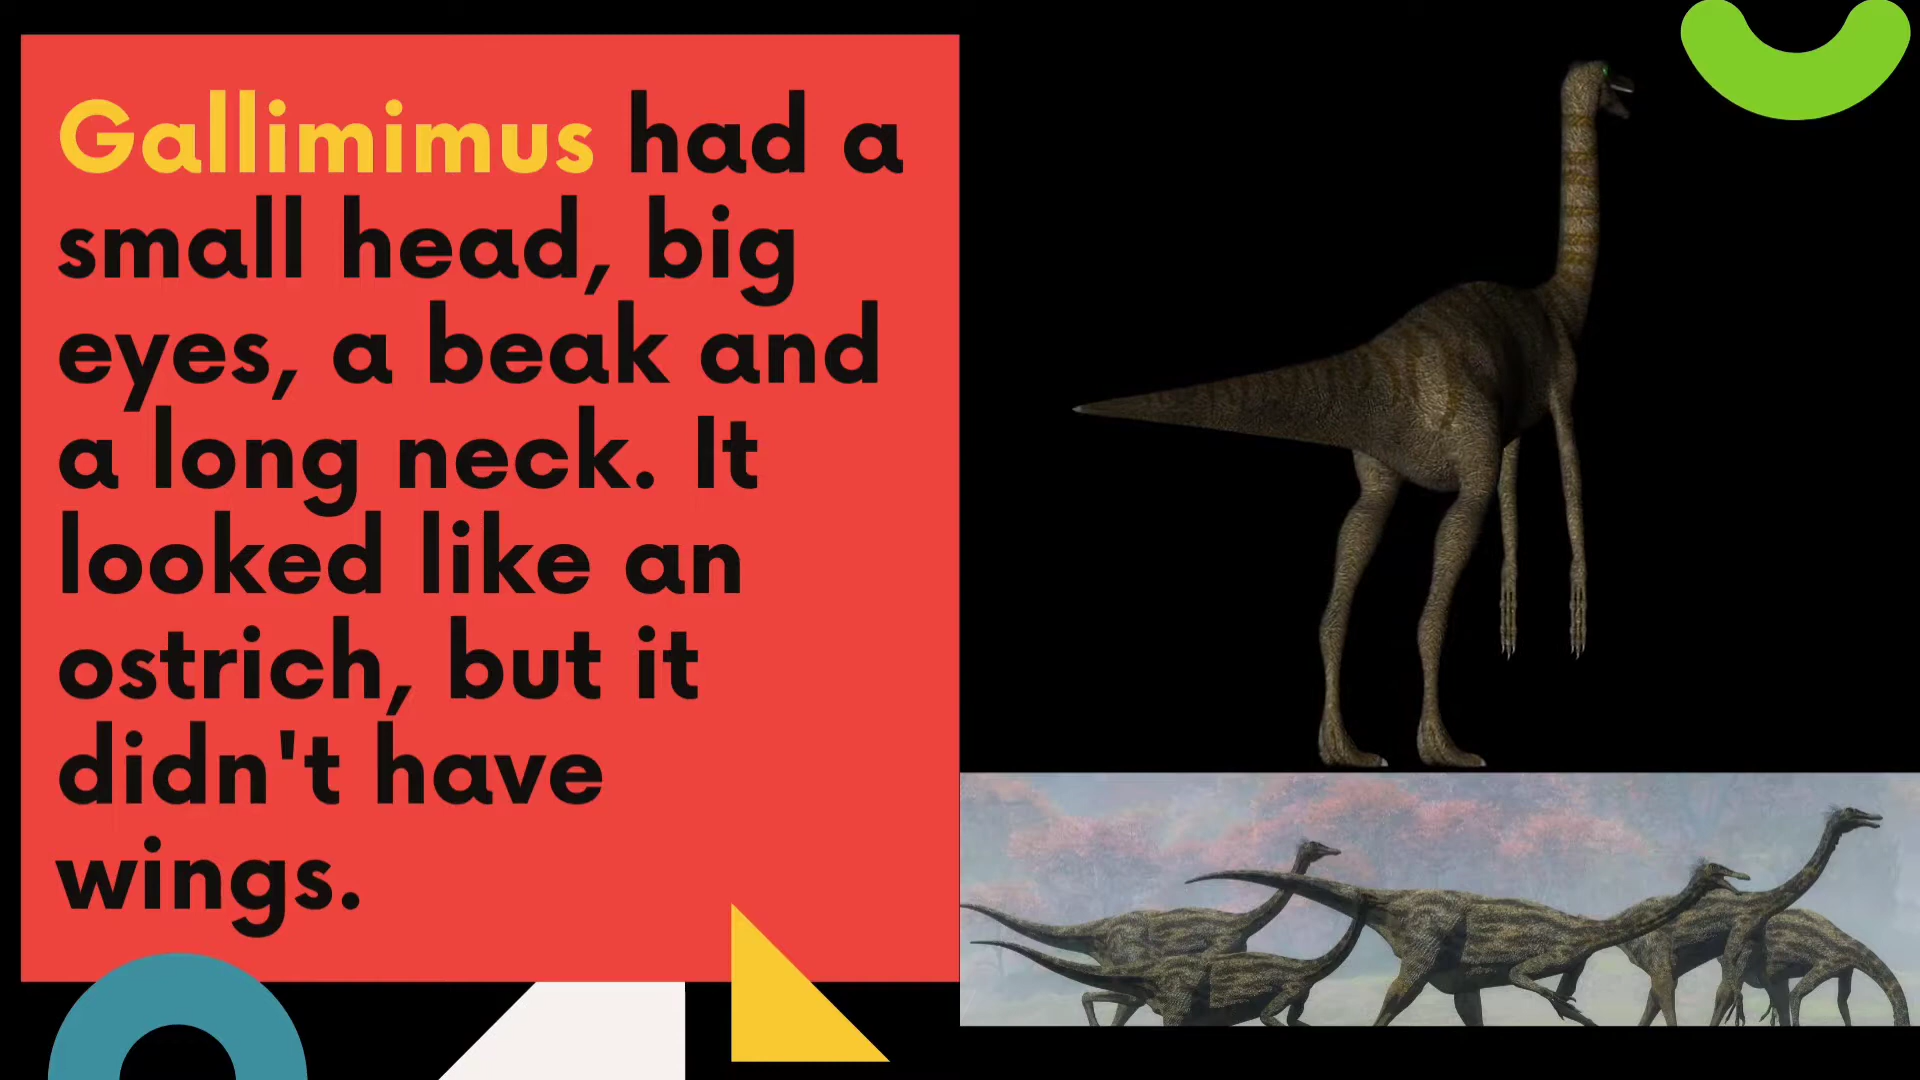 Gallimimus had a
small head, big
eyes, a beak and
a long neck. It
looked like an
ostrich, but it
didn't have
wings.